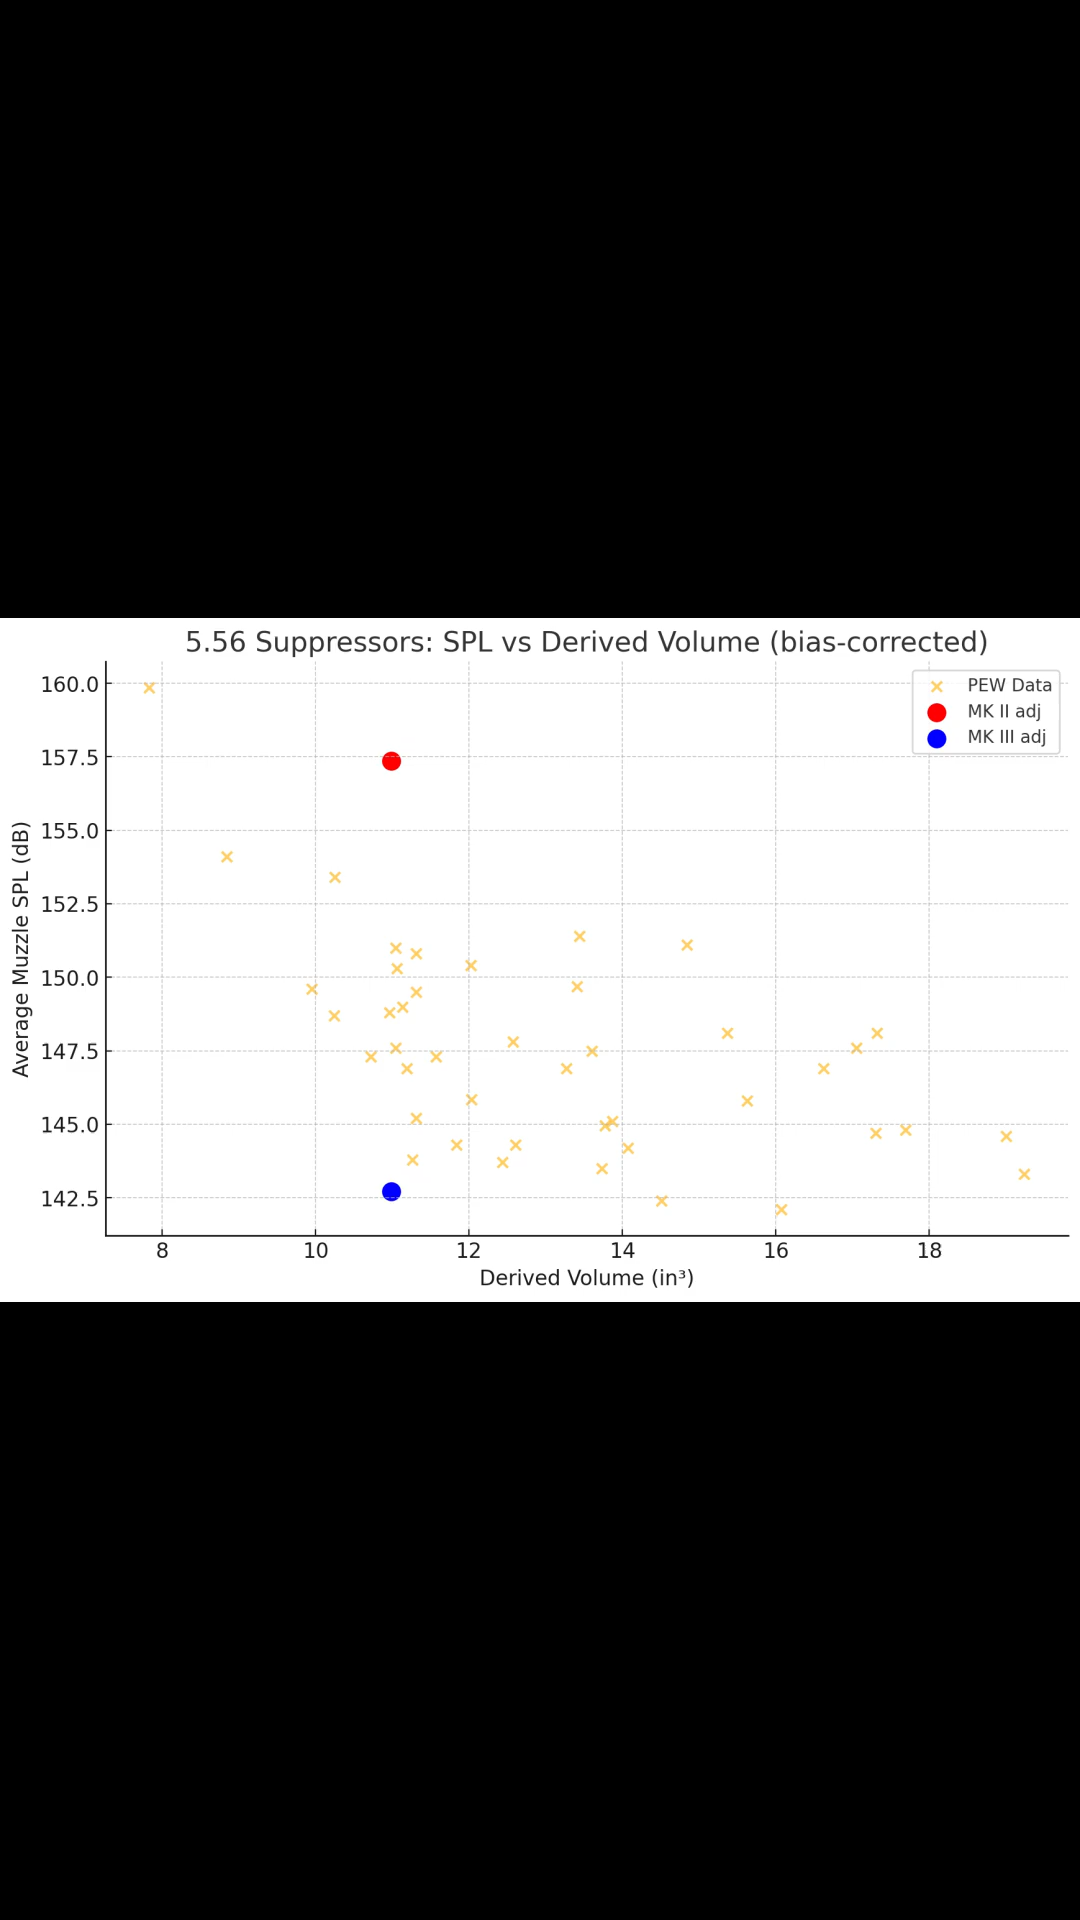 5.56 Suppressors: SPL vs Derived Volume (bias-corrected)
PEW Data
MK II adj
MK III adj
Average Muzzle SPL (dB)
160.0
157.5
155.0
152.5
150.0
147.5
145.0
142.5
8 10 12 14 16 18
Derived Volume (in³)